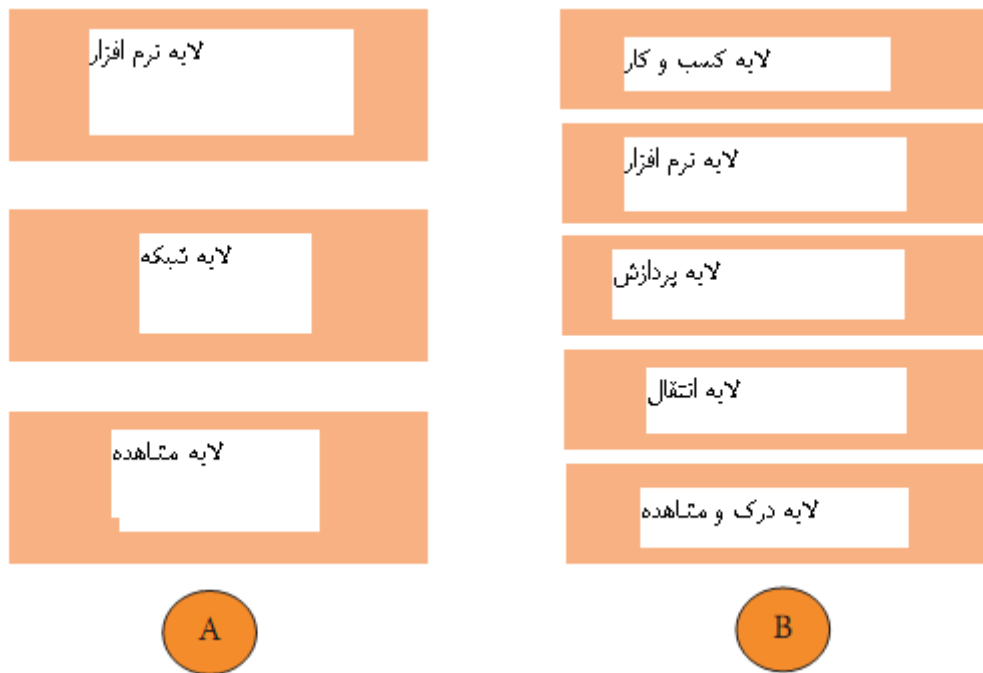 لایه نرم افزار
لایه شبکه
لایه مشاهده
A
لایه کسب و کار
لایه نرم افزار
لایه پردازش
لایه انتقال
لایه درک و مشاهده
B